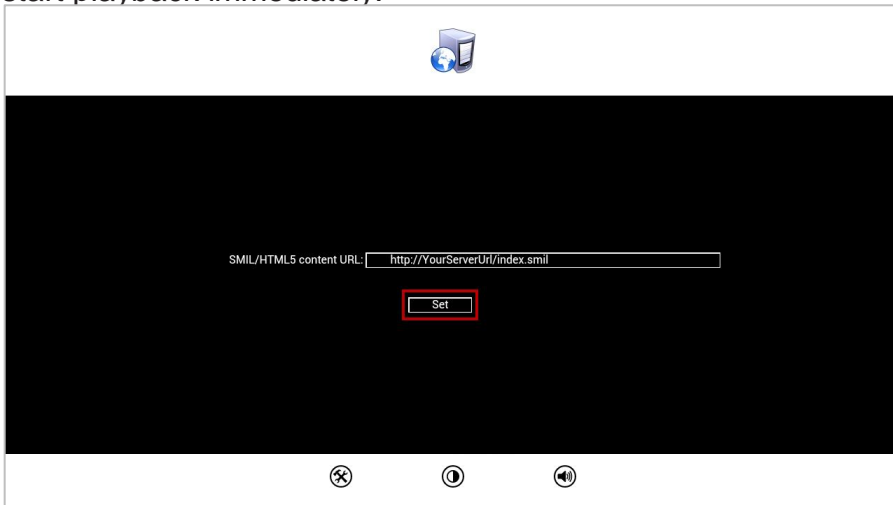 start playback immediately.
SMIL/HTML5 content URL: http://YourServerUrl/index.smil
Set